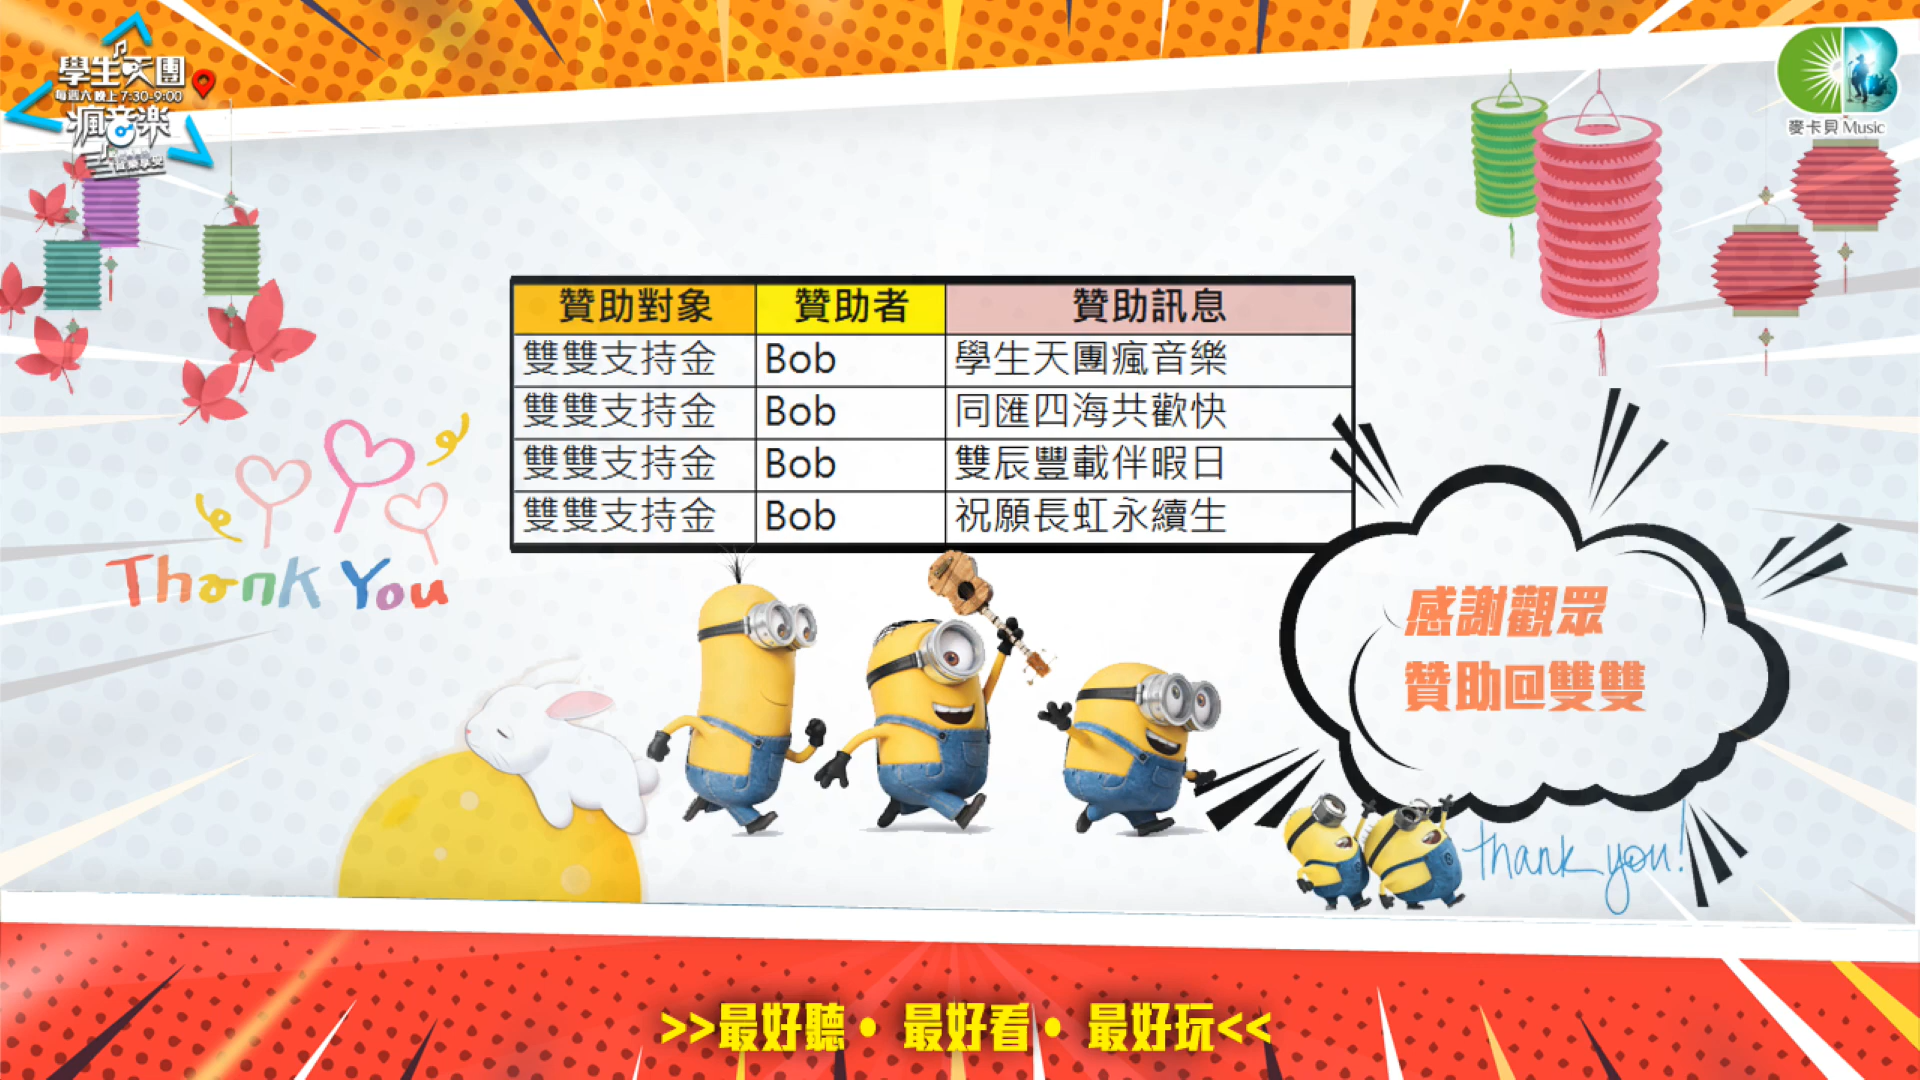 學生天團
每週六 晚上 7:30-9:00
瘋音樂
音樂享受
麥卡貝 Music
贊助對象 贊助者 贊助訊息
雙雙支持金 Bob 學生天團瘋音樂
雙雙支持金 Bob 同匯四海共歡快
雙雙支持金 Bob 雙辰豐載伴暇日
雙雙支持金 Bob 祝願長虹永續生
Thank You
感謝觀眾
贊助@雙雙
thank you!
>>最好聽• 最好看• 最好玩<<